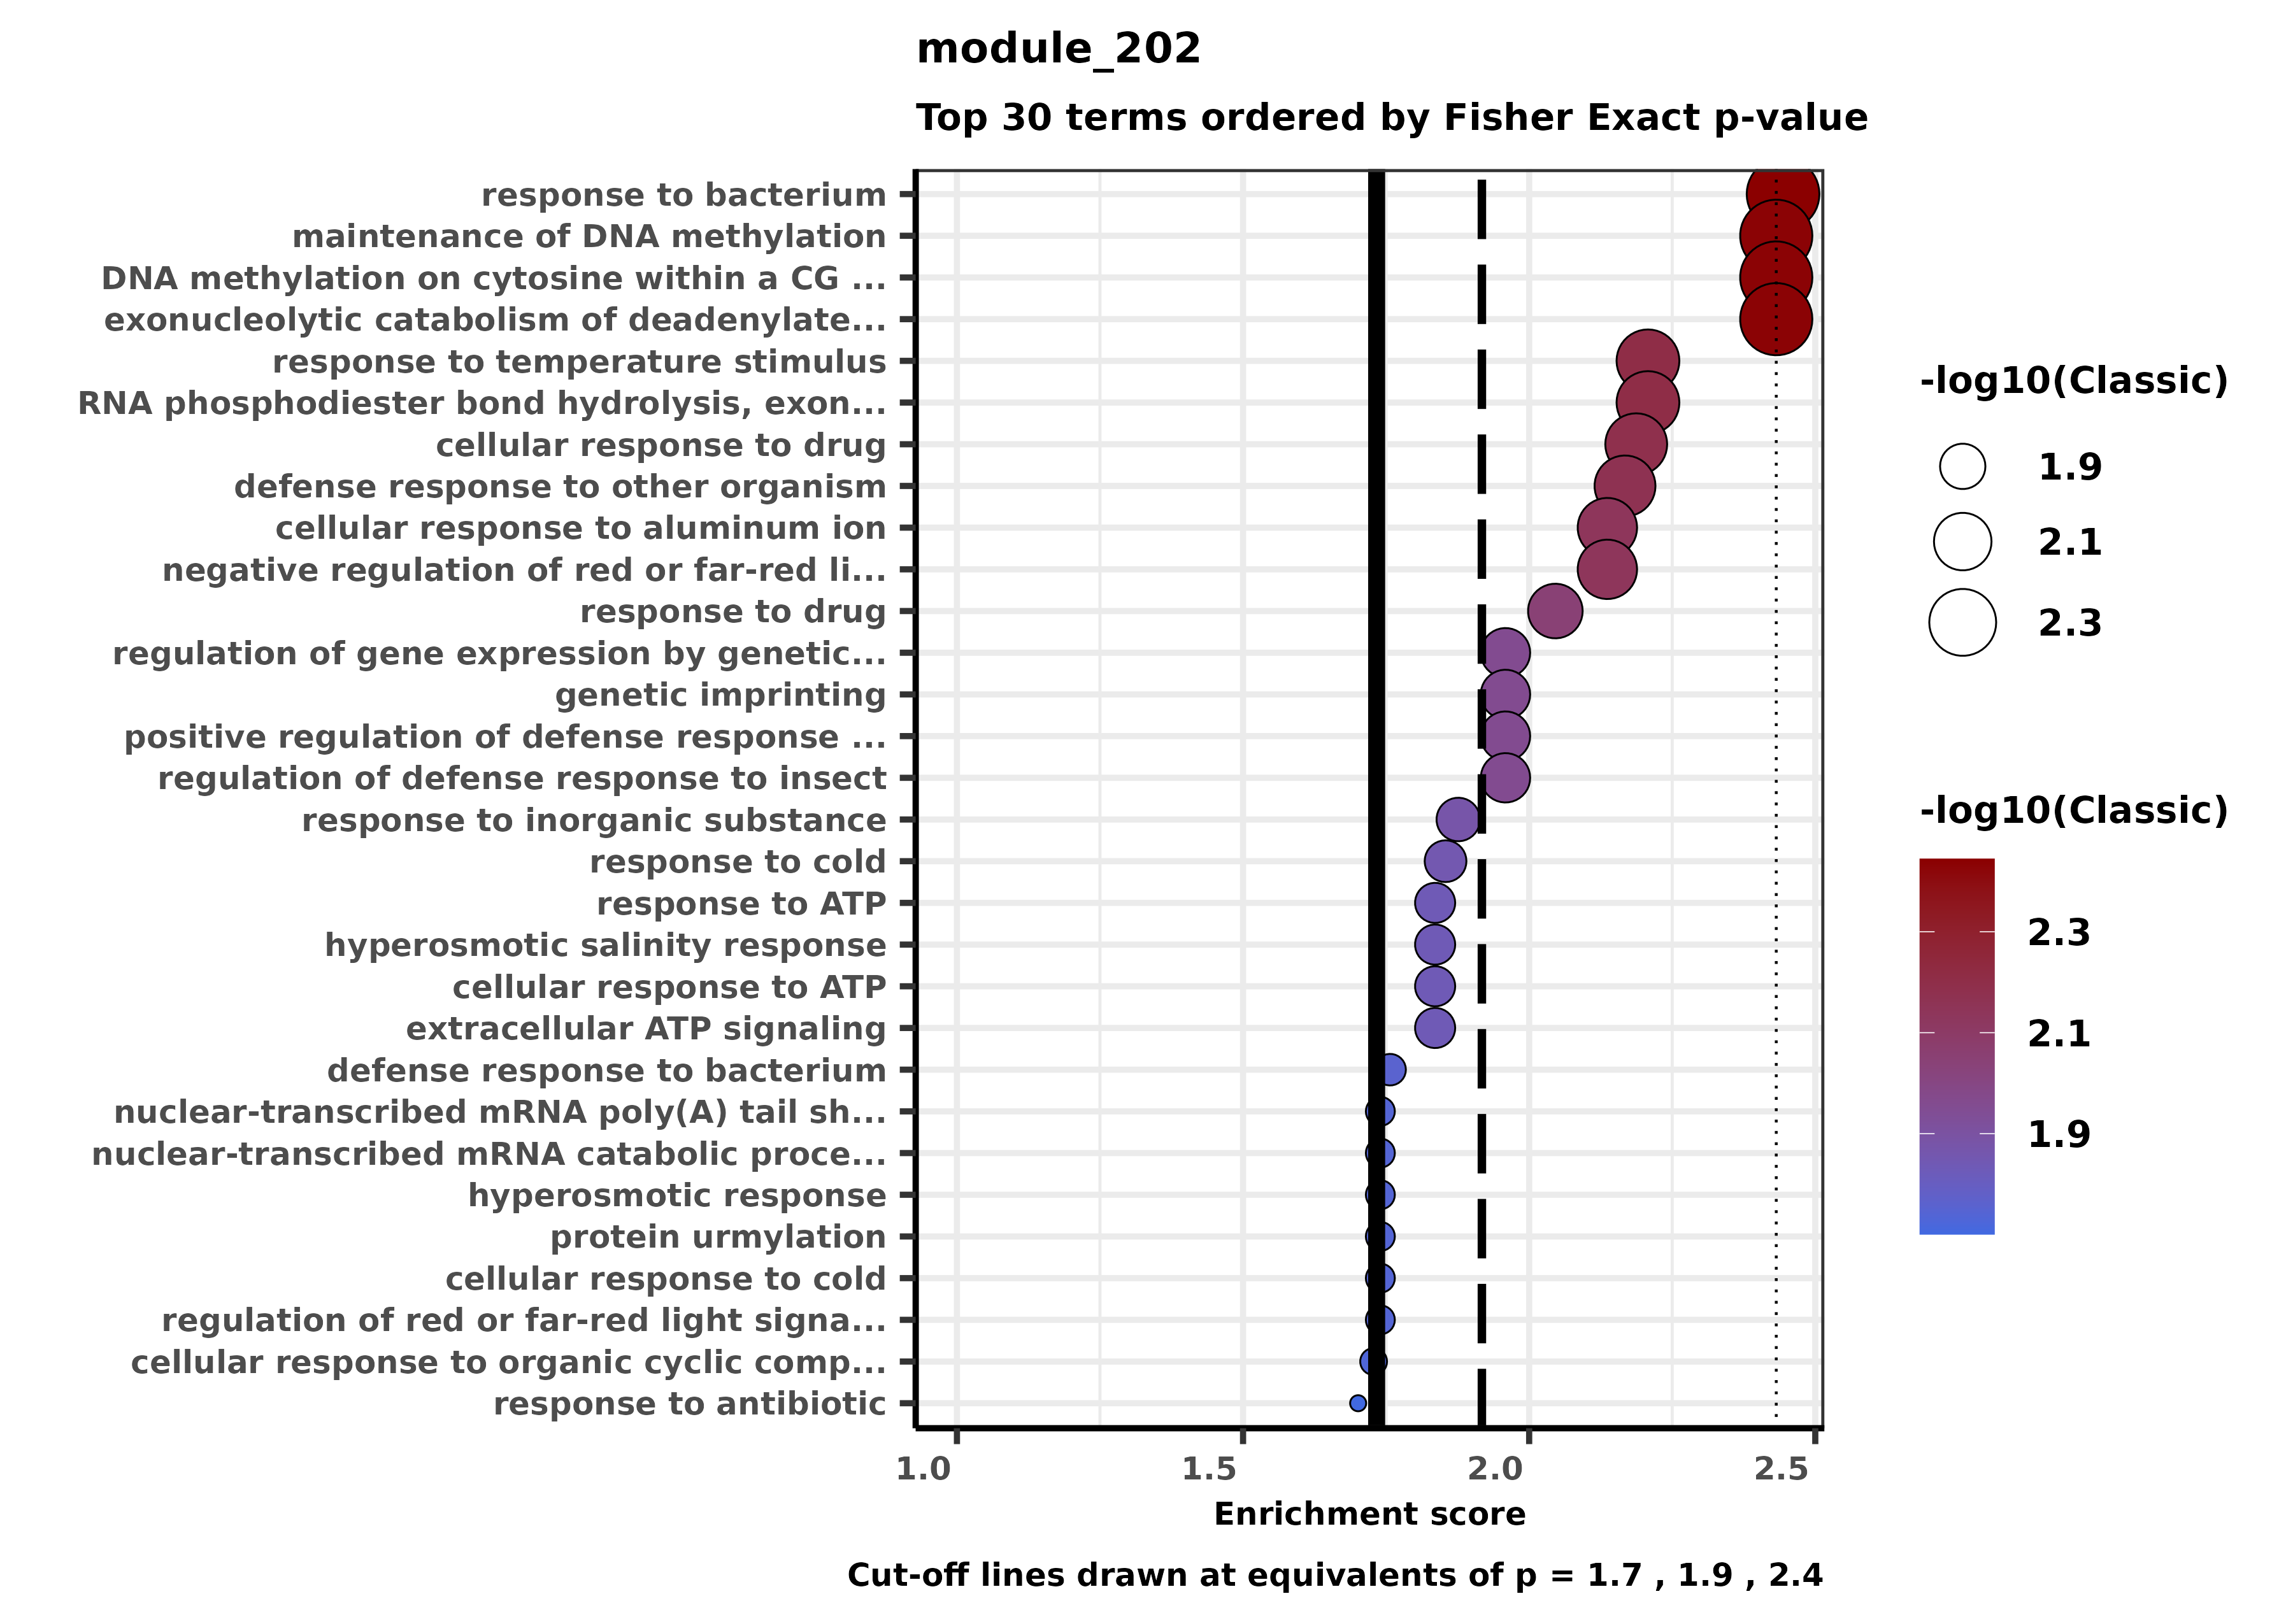 module_202
Top 30 terms ordered by Fisher Exact p-value
response to bacterium
maintenance of DNA methylation
DNA methylation on cytosine within a CG ...
exonucleolytic catabolism of deadenylate...
response to temperature stimulus
RNA phosphodiester bond hydrolysis, exon...
cellular response to drug
defense response to other organism
cellular response to aluminum ion
negative regulation of red or far-red li...
response to drug
regulation of gene expression by genetic...
genetic imprinting
positive regulation of defense response ...
regulation of defense response to insect
response to inorganic substance
response to cold
response to ATP
hyperosmotic salinity response
cellular response to ATP
extracellular ATP signaling
defense response to bacterium
nuclear-transcribed mRNA poly(A) tail sh...
nuclear-transcribed mRNA catabolic proce...
hyperosmotic response
protein urmylation
cellular response to cold
regulation of red or far-red light signa...
cellular response to organic cyclic comp...
response to antibiotic
1.0 1.5 2.0 2.5
Enrichment score
Cut-off lines drawn at equivalents of p = 1.7 , 1.9 , 2.4
-log10(Classic)
1.9
2.1
2.3
-log10(Classic)
2.3
2.1
1.9